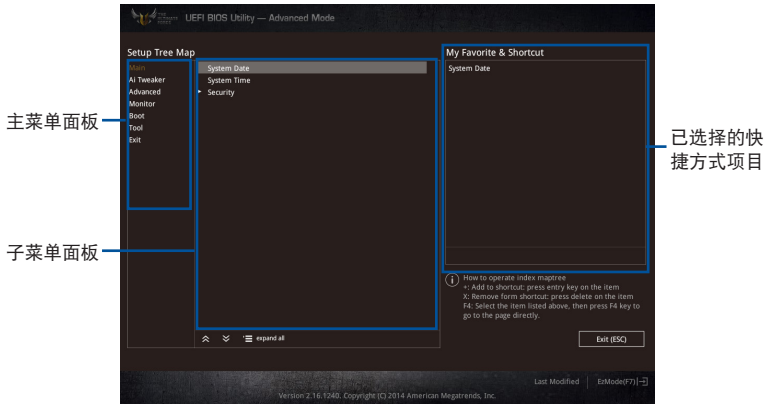 THE ULTIMATE FORCE
UEFI BIOS Utility — Advanced Mode
Setup Tree Map
My Favorite & Shortcut
Main
Ai Tweaker
Advanced
Monitor
Boot
Tool
Exit
System Date
System Time
Security
System Date
主菜单面板
子菜单面板
已选择的快
捷方式项目
How to operate index maptree
+: Add to shortcut: press entry key on the item
X: Remove form shortcut: press delete on the item
F4: Select the item listed above, then press F4 key to
go to the page directly.
expand all
Exit (ESC)
Last Modified
EzMode(F7)
Version 2.16.1240. Copyright (C) 2014 American Megatrends, Inc.